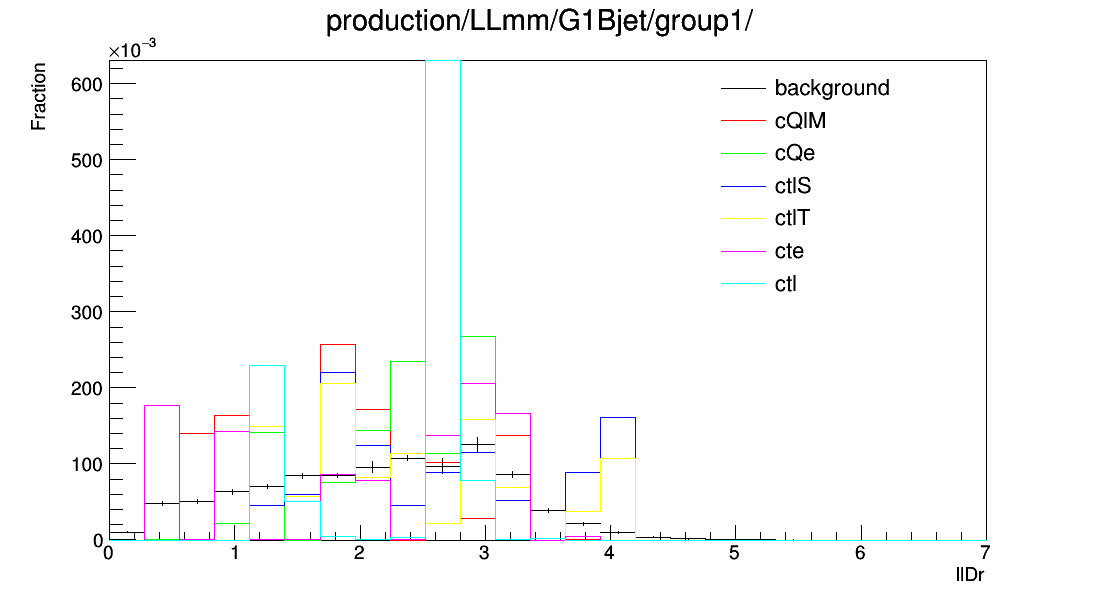 production/LLmm/G1Bjet/group1/
×10⁻³
Fraction
600
500
400
300
200
100
0
background
cQlM
cQe
ctlS
ctlT
cte
ctl
0 1 2 3 4 5 6 7
llDr